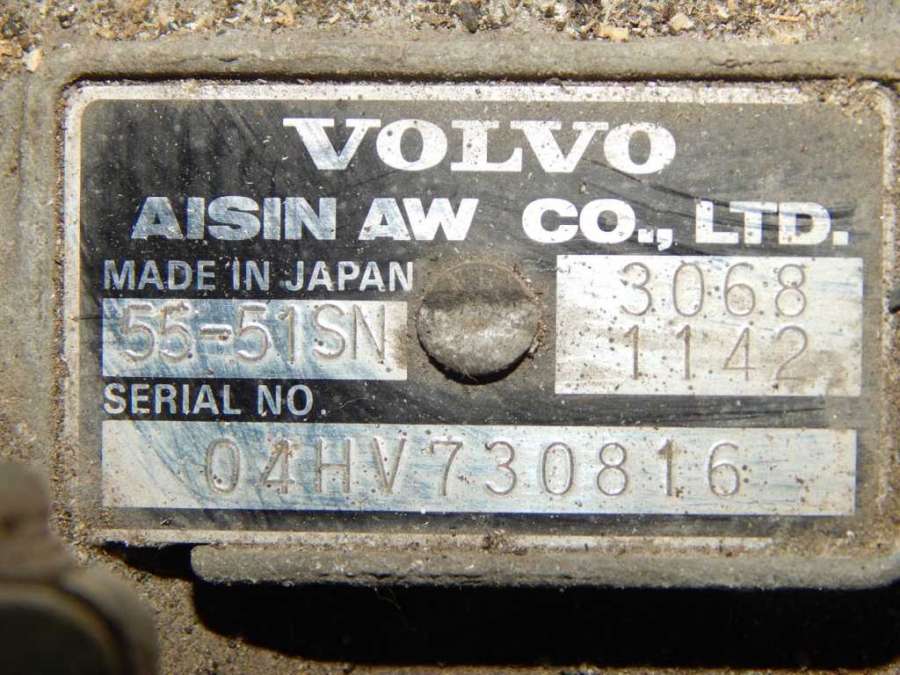 VOLVO
AISIN AW CO., LTD.
MADE IN JAPAN
55-51SN
3068
1142
SERIAL NO.
04HV730816